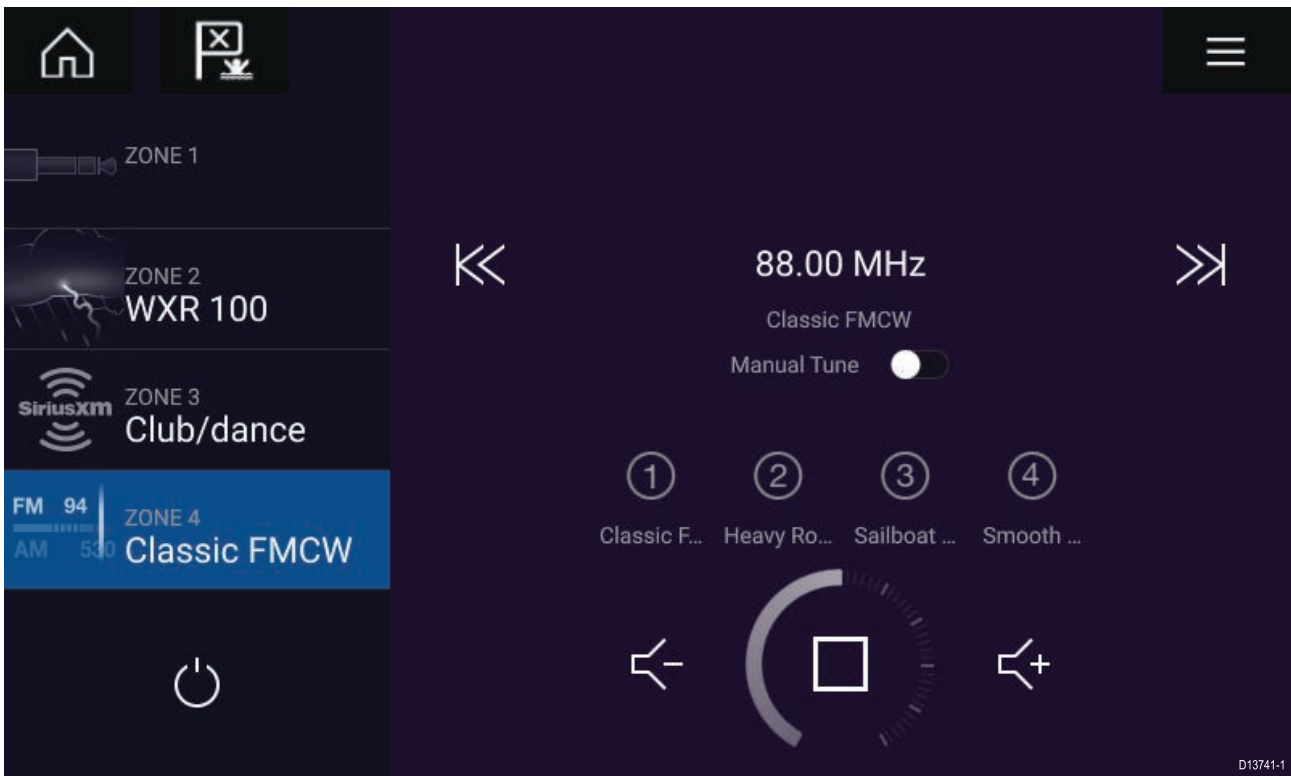 ZONE 1
ZONE 2
WXR 100
siriusxm
ZONE 3
Club/dance
FM 94
AM 530
ZONE 4
Classic FMCW
88.00 MHz
Classic FMCW
Manual Tune
1 2 3 4
Classic F... Heavy Ro... Sailboat ... Smooth ...
D13741-1